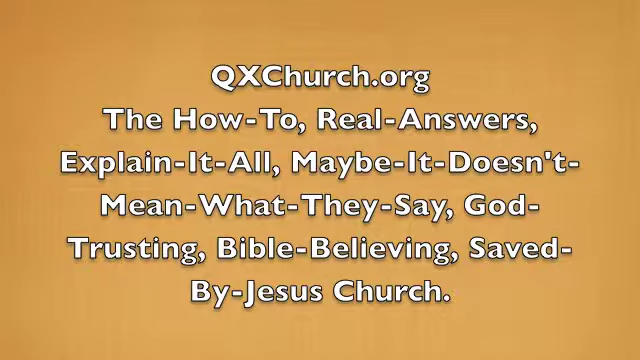 QXChurch.org
The How-To, Real-Answers,
Explain-It-All, Maybe-It-Doesn't-
Mean-What-They-Say, God-
Trusting, Bible-Believing, Saved-
By-Jesus Church.